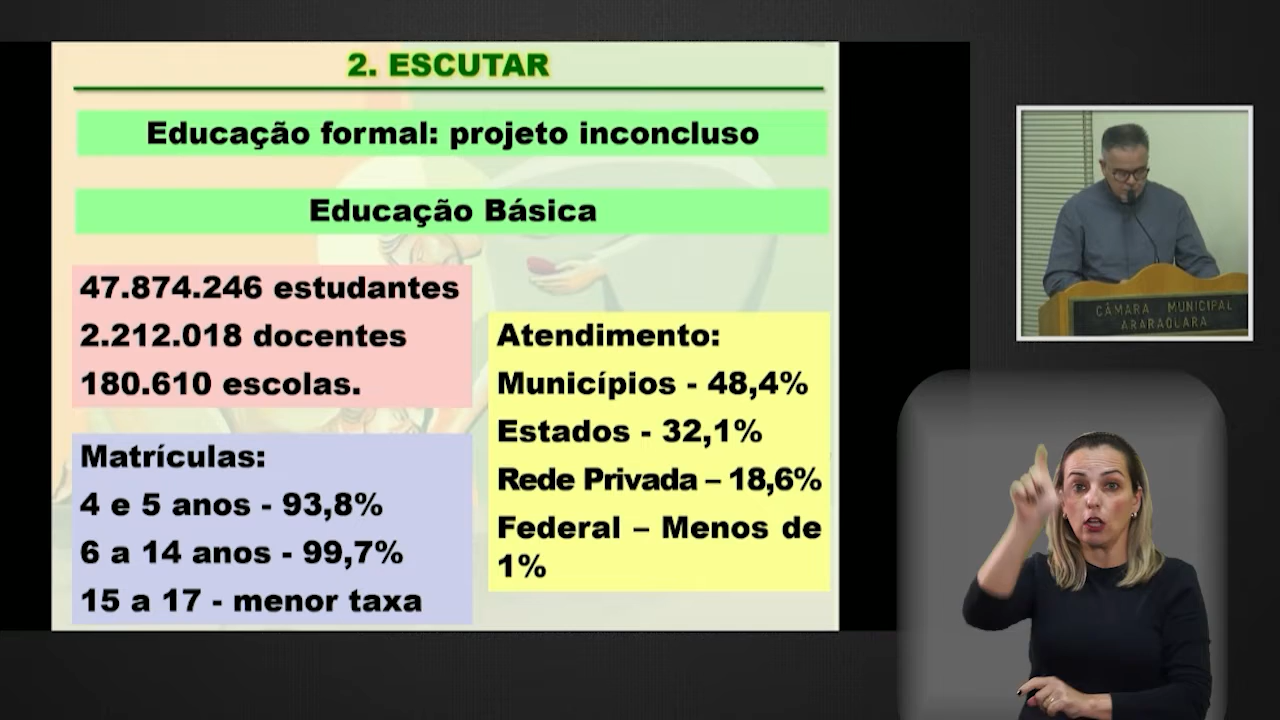 2. ESCUTAR
Educação formal: projeto inconcluso
Educação Básica
47.874.246 estudantes
2.212.018 docentes
180.610 escolas.
Matrículas:
4 e 5 anos - 93,8%
6 a 14 anos - 99,7%
15 a 17 - menor taxa
Atendimento:
Municípios - 48,4%
Estados - 32,1%
Rede Privada – 18,6%
Federal – Menos de
1%
CÂMARA MUNICIPAL
ARARAQUARA